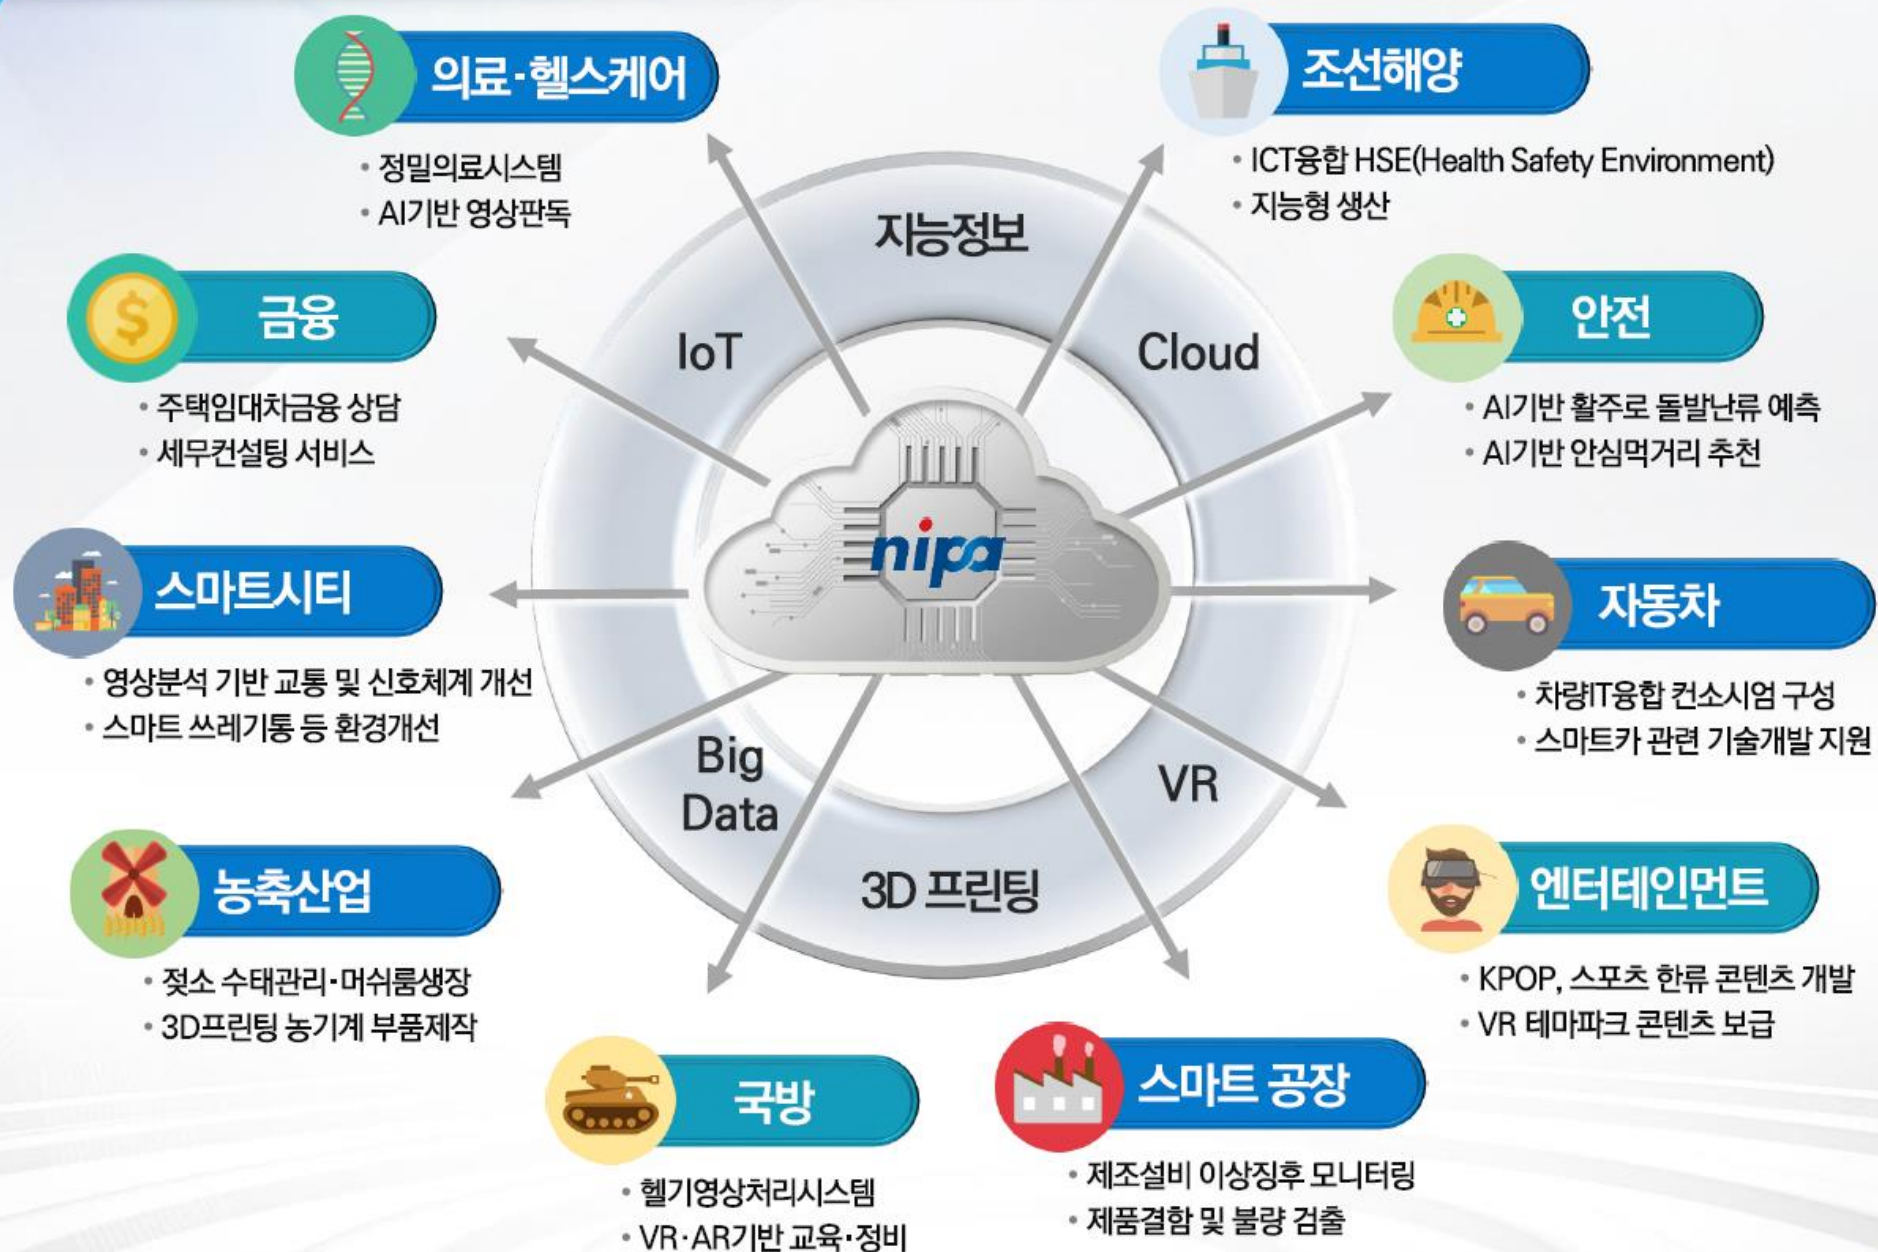 의료·헬스케어
• 정밀의료시스템
• AI기반 영상판독
조선해양
• ICT융합 HSE(Health Safety Environment)
• 지능형 생산
금융
• 주택임대차금융 상담
• 세무컨설팅 서비스
안전
• AI기반 활주로 돌발난류 예측
• AI기반 안심먹거리 추천
지능정보
IoT
Cloud
nipa
Big
Data
VR
3D 프린팅
스마트시티
• 영상분석 기반 교통 및 신호체계 개선
• 스마트 쓰레기통 등 환경개선
자동차
• 차량IT융합 컨소시엄 구성
• 스마트카 관련 기술개발 지원
농축산업
• 젖소 수태관리·머쉬룸생장
• 3D프린팅 농기계 부품제작
엔터테인먼트
• KPOP, 스포츠 한류 콘텐츠 개발
• VR 테마파크 콘텐츠 보급
국방
• 헬기영상처리시스템
• VR·AR기반 교육·정비
스마트 공장
• 제조설비 이상징후 모니터링
• 제품결함 및 불량 검출
$